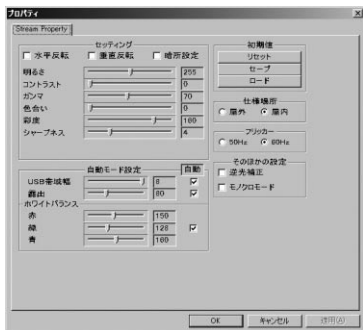 プロパティ
Stream Property
セッティング
水平反転 垂直反転 暗所設定
明るさ 255
コントラスト 0
ガンマ 70
色合い 0
彩度 180
シャープネス 4
自動モード設定 自動
USB帯域幅 8
露出 80
ホワイトバランス
赤 150
緑 128
青 180
初期値
リセット
セーブ
ロード
仕様場所
屋外 屋内
フリッカー
50Hz 60Hz
そのほかの設定
逆光補正
モノクロモード
OK キャンセル 適用(A)